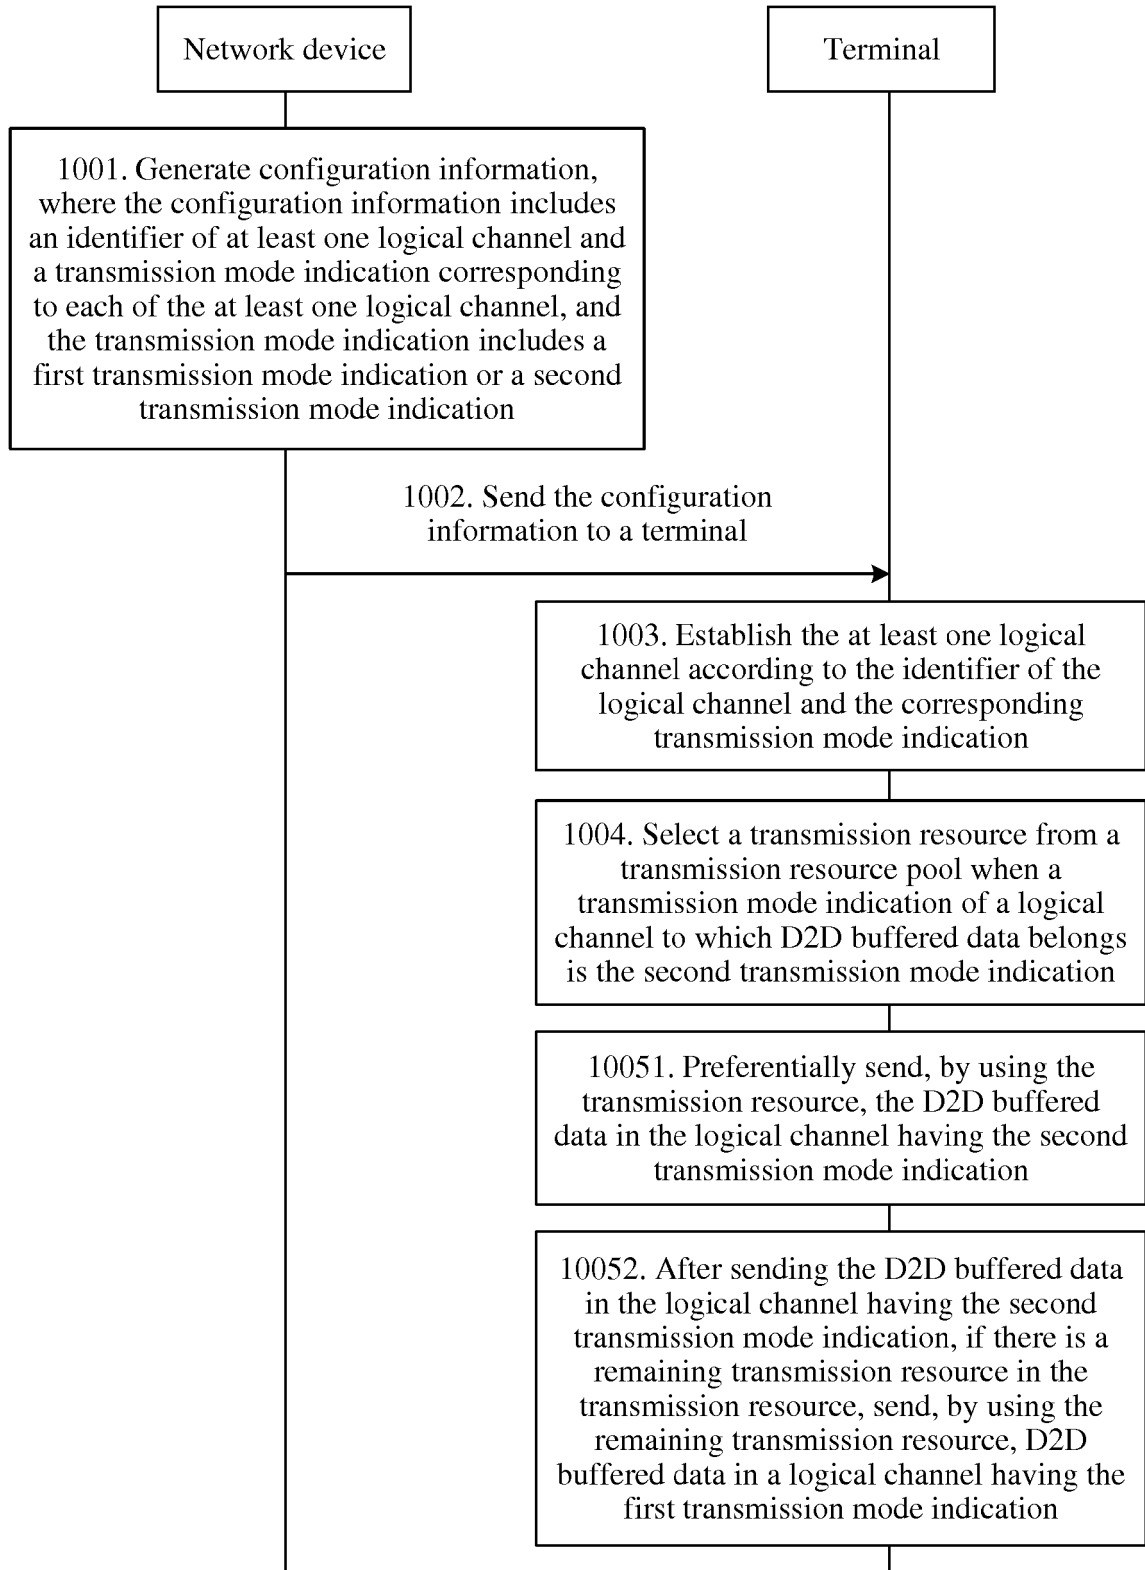 Network device
Terminal
1001. Generate configuration information,
where the configuration information includes
an identifier of at least one logical channel and
a transmission mode indication corresponding
to each of the at least one logical channel, and
the transmission mode indication includes a
first transmission mode indication or a second
transmission mode indication
1002. Send the configuration
information to a terminal
1003. Establish the at least one logical
channel according to the identifier of the
logical channel and the corresponding
transmission mode indication
1004. Select a transmission resource from a
transmission resource pool when a
transmission mode indication of a logical
channel to which D2D buffered data belongs
is the second transmission mode indication
10051. Preferentially send, by using the
transmission resource, the D2D buffered
data in the logical channel having the second
transmission mode indication
10052. After sending the D2D buffered data
in the logical channel having the second
transmission mode indication, if there is a
remaining transmission resource in the
transmission resource, send, by using the
remaining transmission resource, D2D
buffered data in a logical channel having the
first transmission mode indication